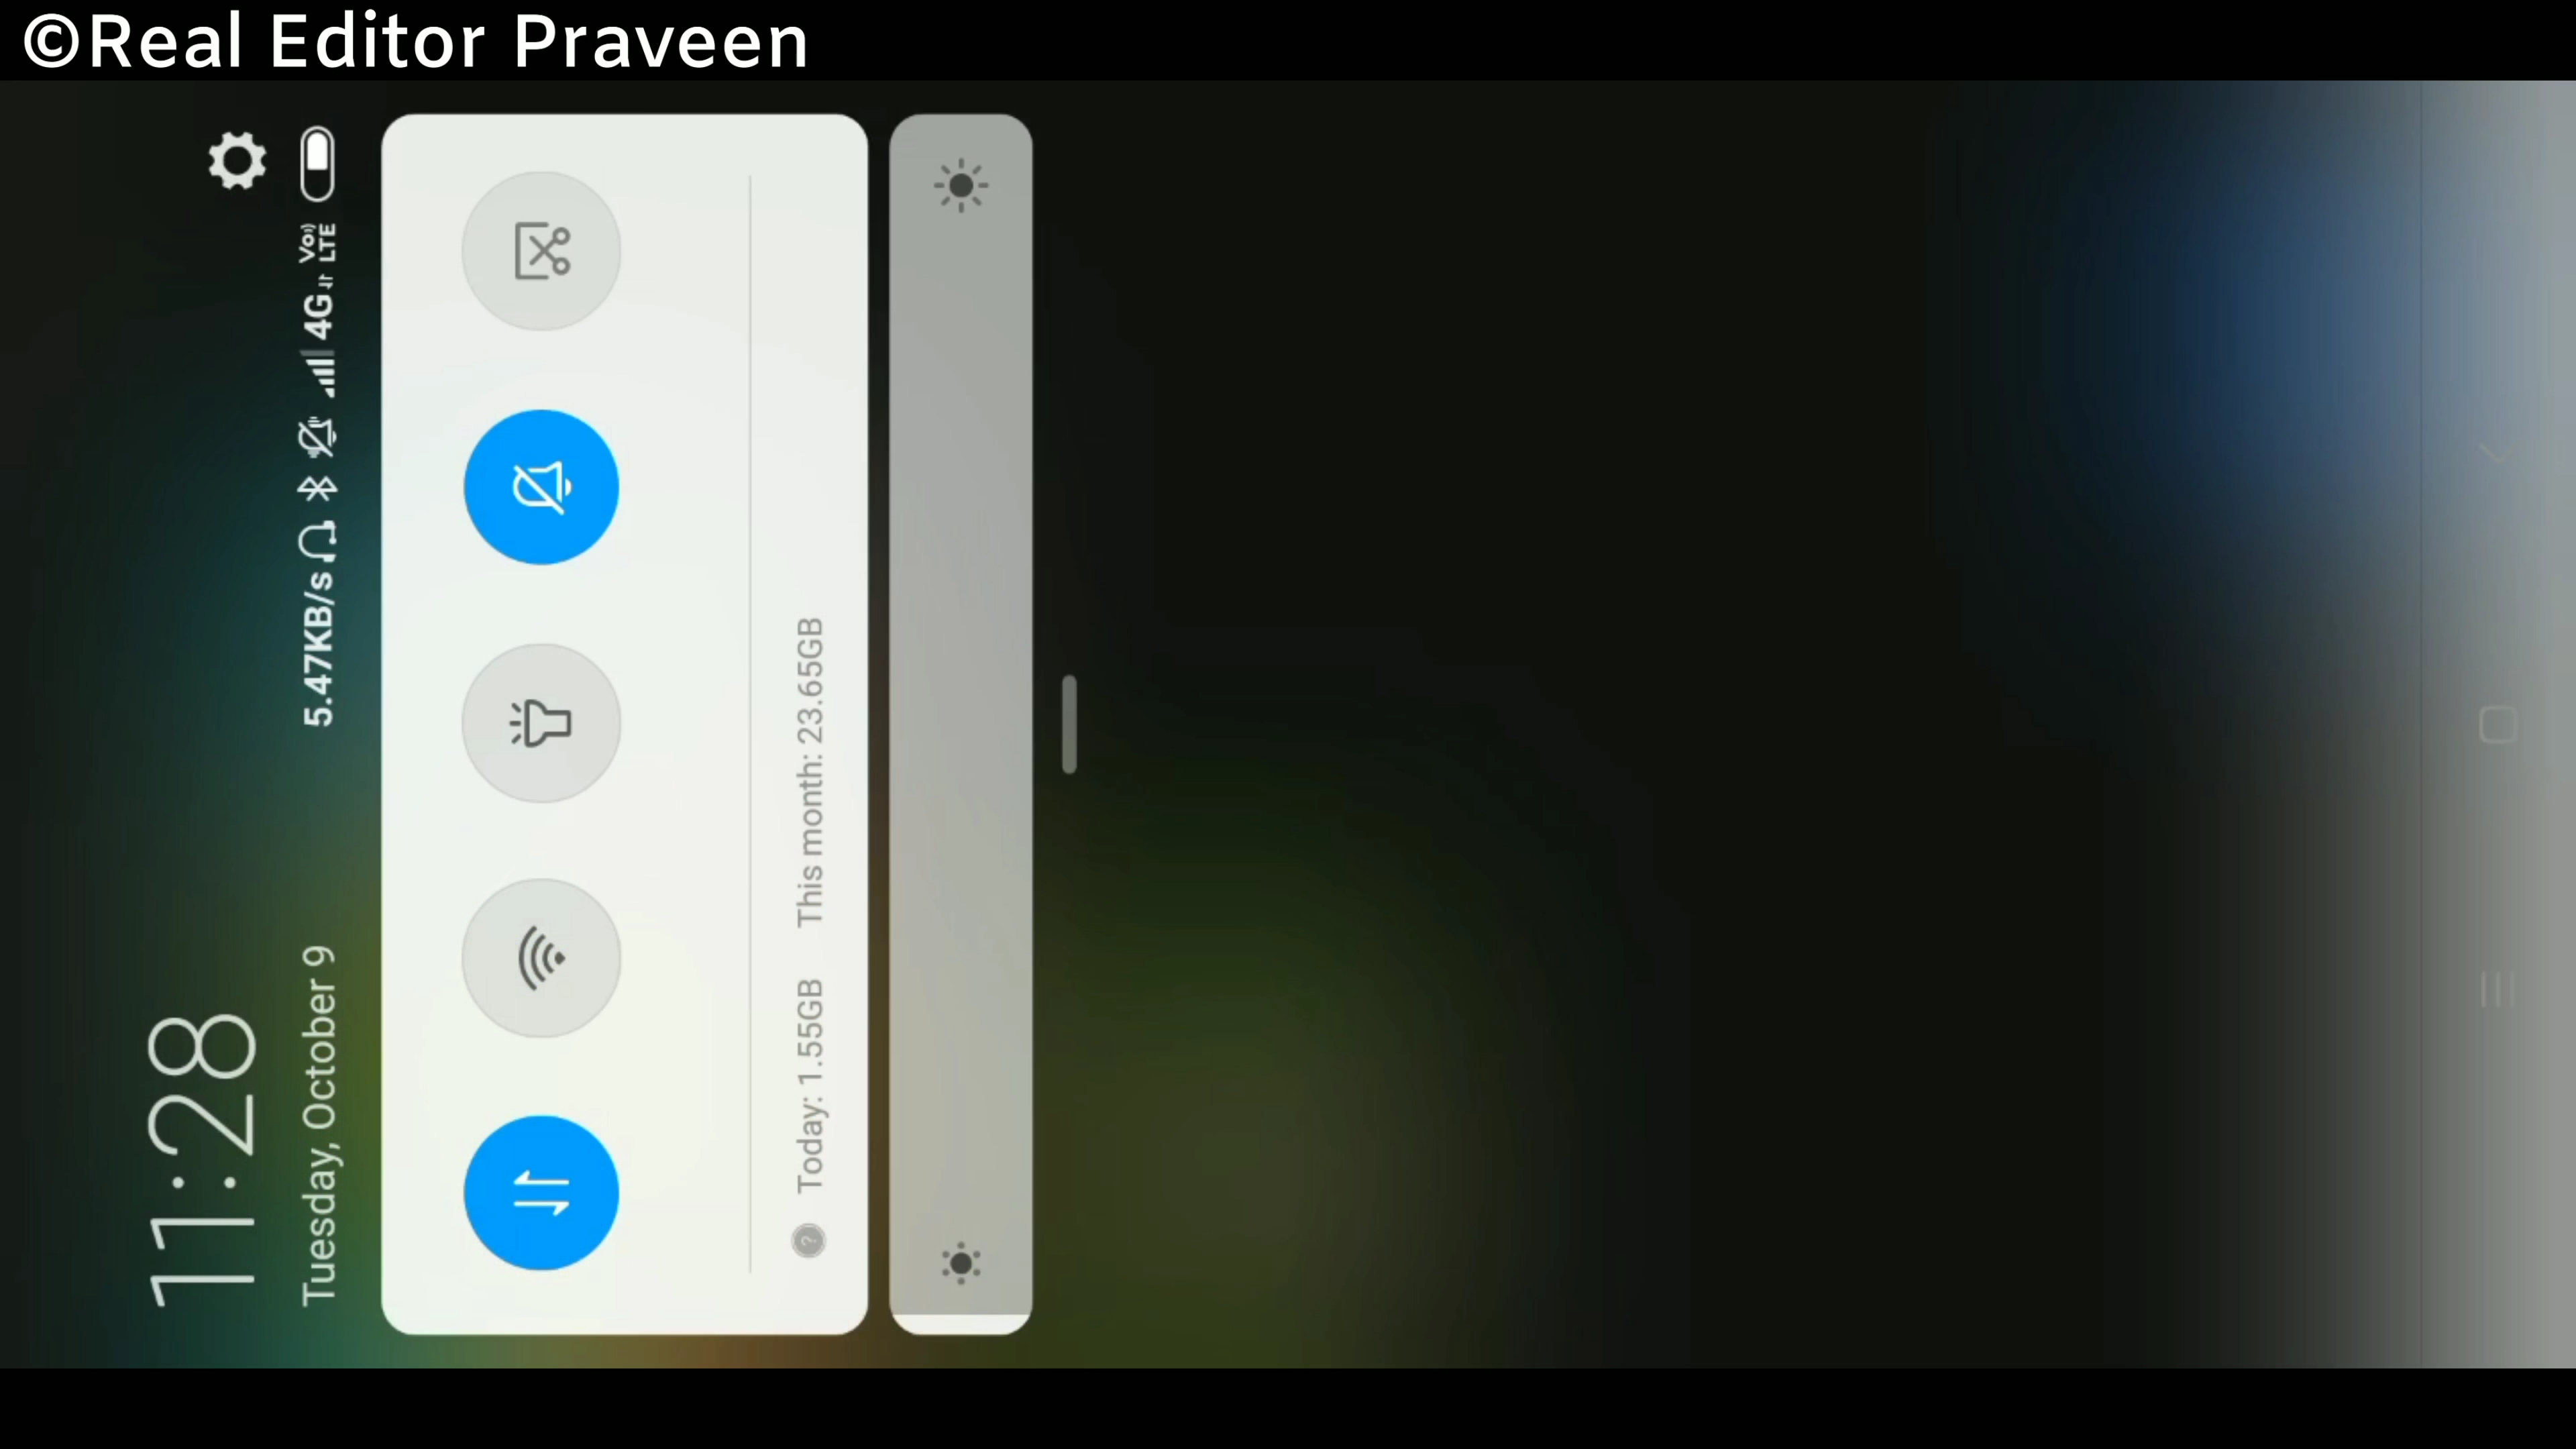 ©Real Editor Praveen
11:28
Tuesday, October 9
5.47KB/s 4G Vo)) LTE
Today: 1.55GB This month: 23.65GB